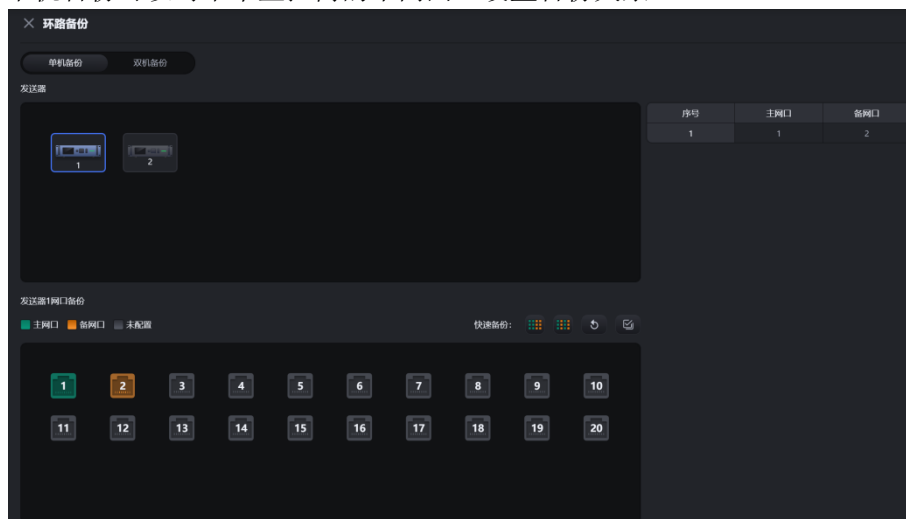 环路备份
单机备份 双机备份
发送器
序号 主网口 备网口
1 1 2
1 2
发送器1网口备份
主网口 备网口 未配置 快速备份:
1 2 3 4 5 6 7 8 9 10
11 12 13 14 15 16 17 18 19 20